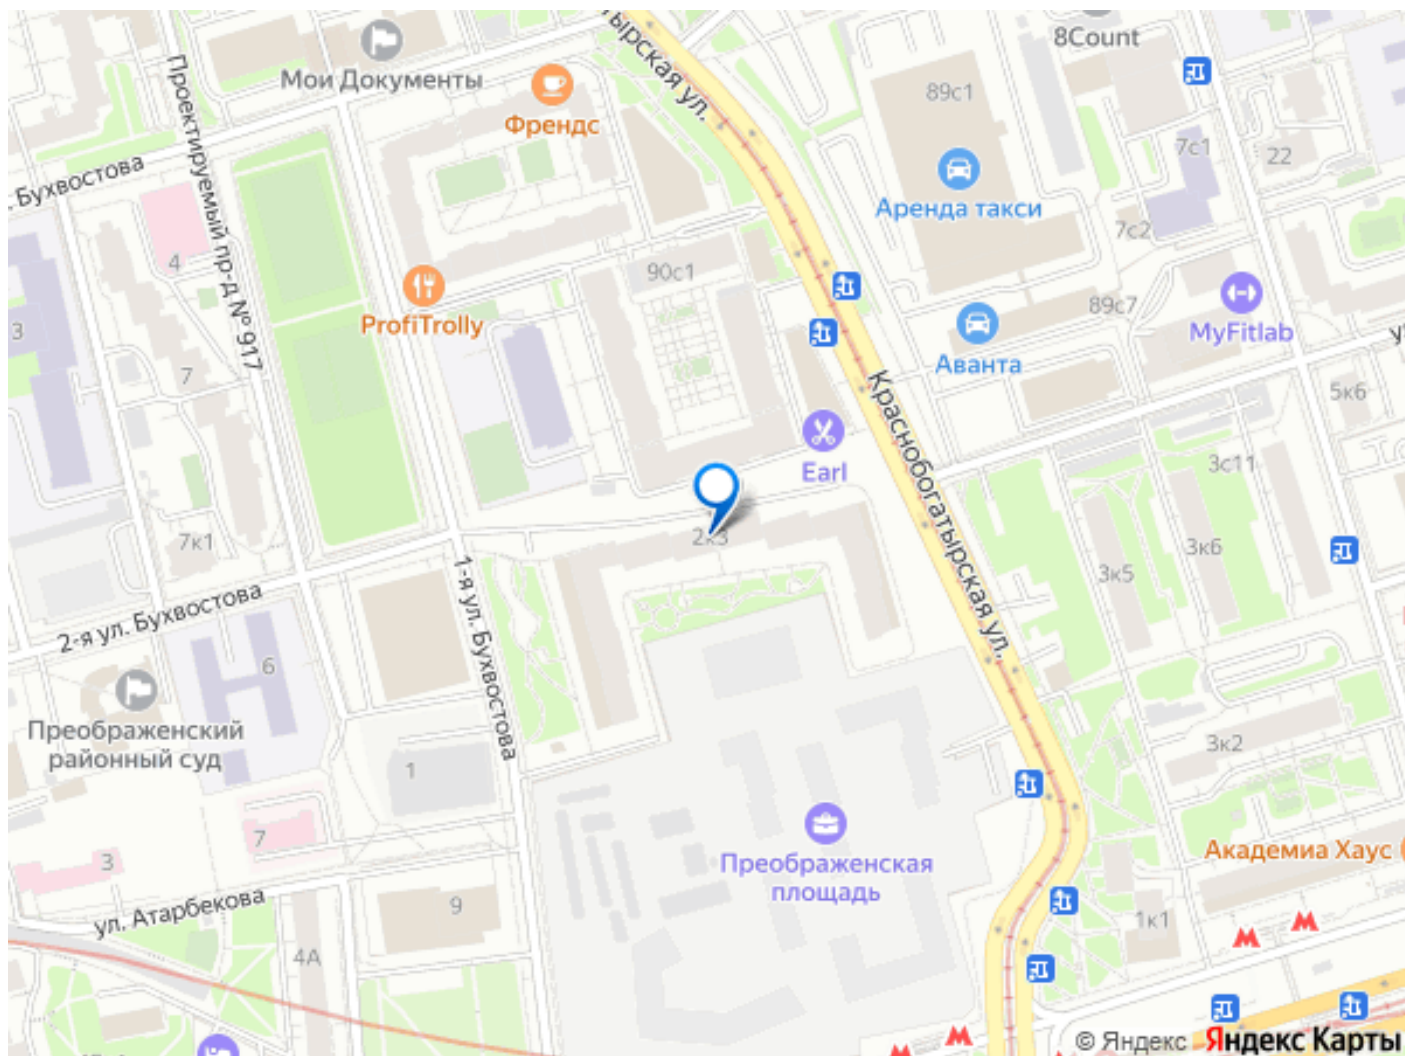 8Count
Мои Документы
Френдс
тырская ул.
89с1
Проектируемый пр-д № 917
7с1
22
. Бухвостова
Аренда такси
7с2
4
90с1
89с7
3
ProfiTrolly
MyFitlab
Аванта
7
Краснобогатырская ул.
5к6
Earl
3с11
7к1
2к3
3к6
3к5
2-я ул. Бухвостова
1-я ул. Бухвостова
6
Преображенский
районный суд
3к2
1
Преображенская
площадь
7
3
Академиа Хаус
ул. Атарбекова
9
1к1
4А
© Яндекс Яндекс Карты